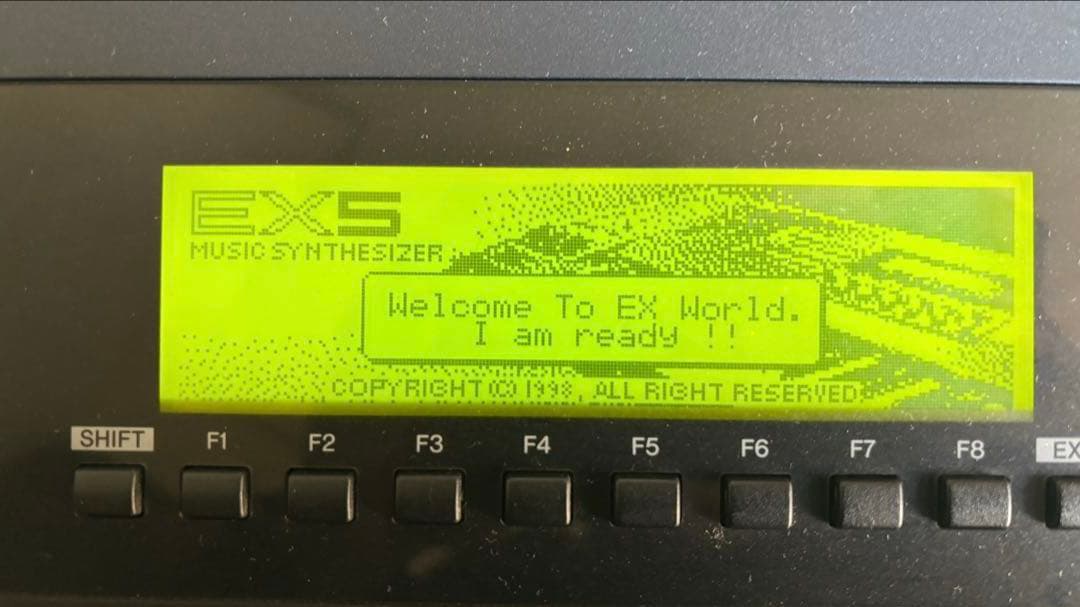 EX5
MUSIC SYNTHESIZER
Welcome To EX World.
I am ready !!
COPYRIGHT (C) 1998, ALL RIGHT RESERVED.
SHIFT F1 F2 F3 F4 F5 F6 F7 F8 EX